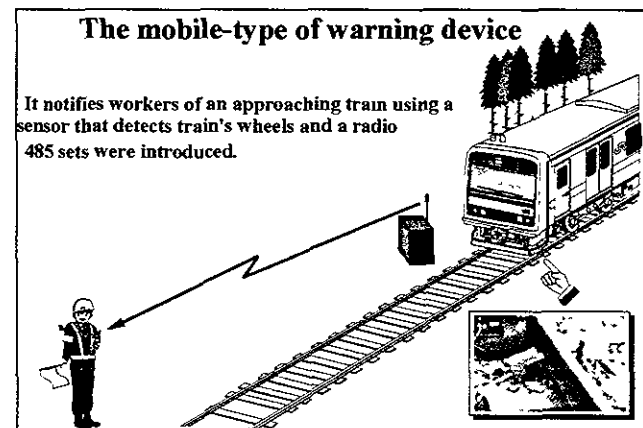 The mobile-type of warning device
It notifies workers of an approaching train using a
sensor that detects train's wheels and a radio
485 sets were introduced.